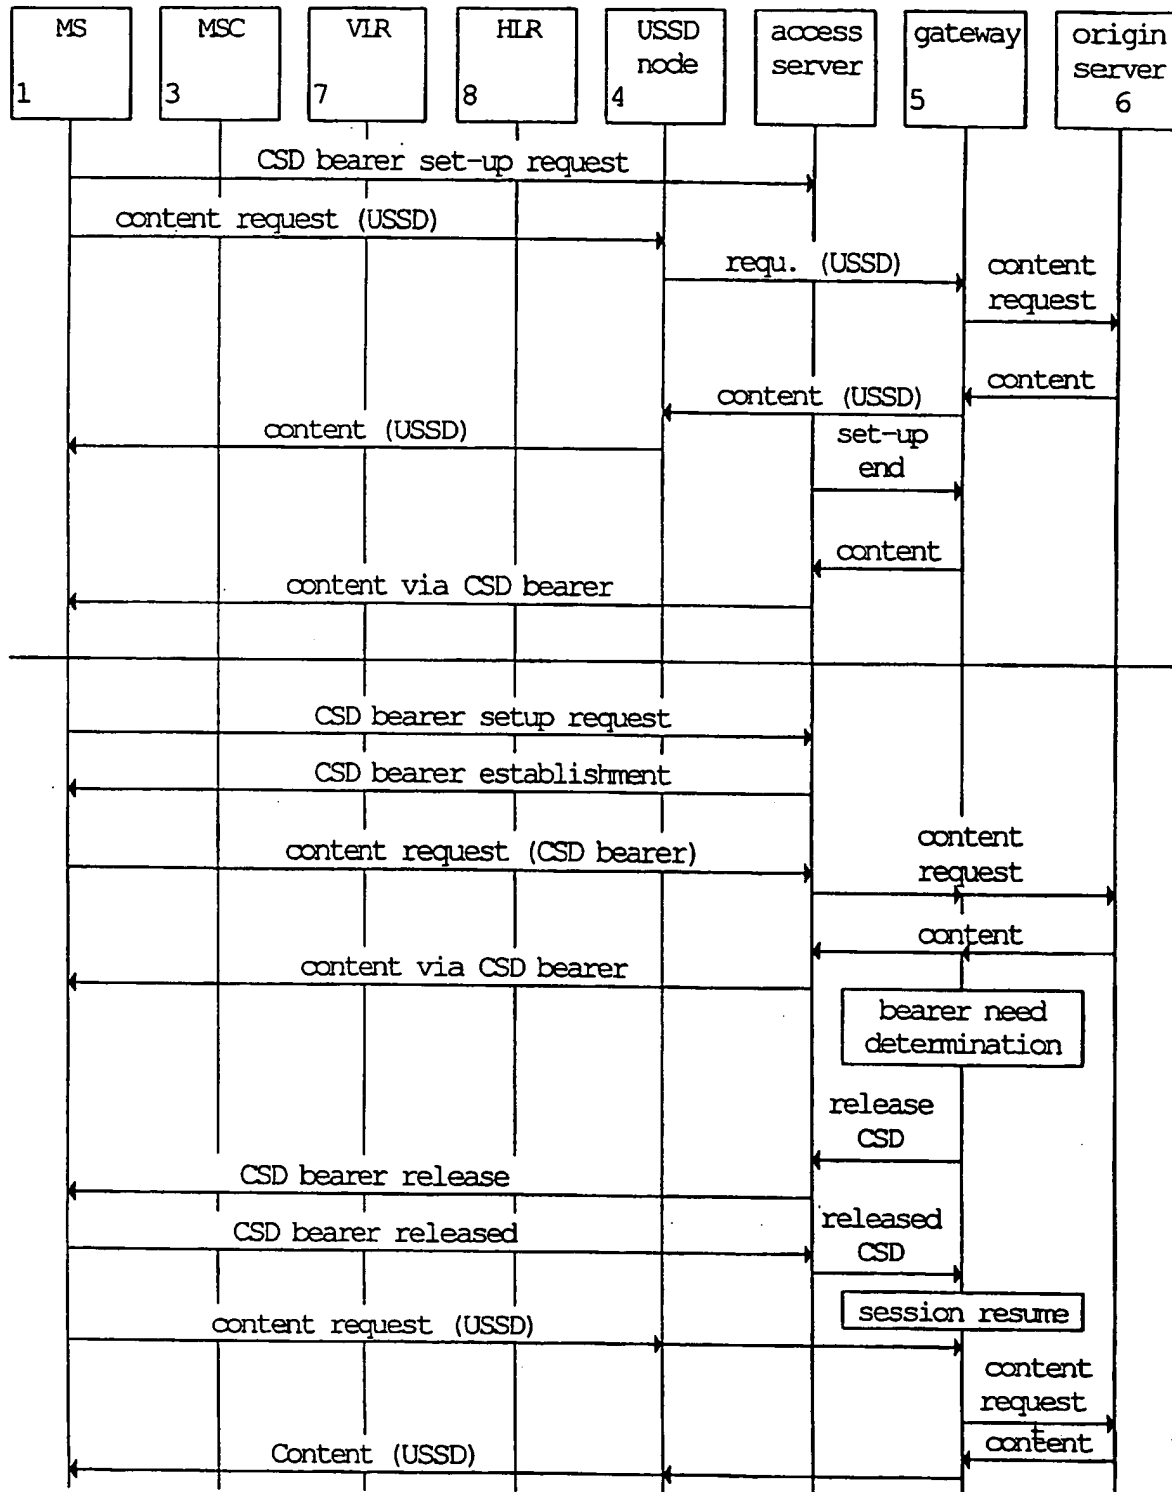 MS
1
MSC
3
VLR
7
HLR
8
USSD
node
4
access
server
gateway
5
origin
server
6
CSD bearer set-up request
content request (USSD)
requ. (USSD)
content
request
content
content (USSD)
content (USSD)
set-up
end
content
content via CSD bearer
CSD bearer setup request
CSD bearer establishment
content request (CSD bearer)
content
request
content
content via CSD bearer
bearer need
determination
release
CSD
CSD bearer release
CSD bearer released
released
CSD
session resume
content request (USSD)
content
request
content
Content (USSD)